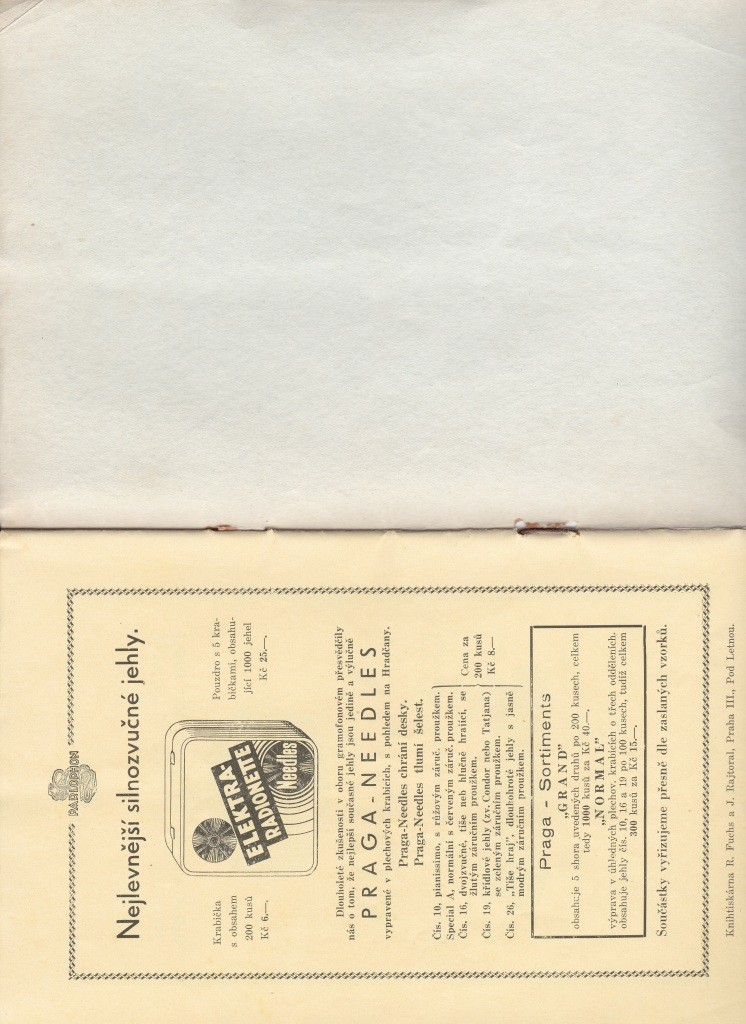 PARLOPHON
Nejlevnější silnozvučné jehly.
Krabička
s obsahem
200 kusů
Kč 6.—.
ELEKTRA-
RADIONETTE
Needles
Pouzdro s 5 kra-
bičkami, obsahu-
jící 1000 jehel
Kč 25.—.
Dlouholeté zkušenosti v oboru gramofonovém přesvědčily
nás o tom, že nejlepší současné jehly jsou jedině a výlučně
PRAGA-NEEDLES
vypravené v plechových krabicích, s pohledem na Hradčany.
Praga-Needles chrání desky.
Praga-Needles tlumí šelest.
Čís. 10, pianissimo, s růžovým záruč. proužkem.
Special A, normální s červeným záruč. proužkem.
Čís. 16, dvojzvučné, tiše neb hlučně hrající, se
žlutým záručním proužkem.
Čís. 19, křídlové jehly (zv. Condor nebo Tatjana)
se zeleným záručním proužkem.
Čís. 26, „Tiše hraj", dlouhohroté jehly s jasně
modrým záručním proužkem.
Cena za
200 kusů
Kč 8.—
Praga - Sortiments
„GRAND"
obsahuje 5 shora uvedených druhů po 200 kusech, celkem
tedy 1000 kusů za Kč 40.—.
„NORMAL"
výprava v úhledných plechov. krabicích o třech odděleních,
obsahuje jehly čís. 10, 16 a 19 po 100 kusech, tudíž celkem
300 kusů za Kč 15.—.
Součástky vyřizujeme přesně dle zaslaných vzorků.
Knihtiskárna R. Fuchs a J. Rajtoral, Praha III., Pod Letnou.